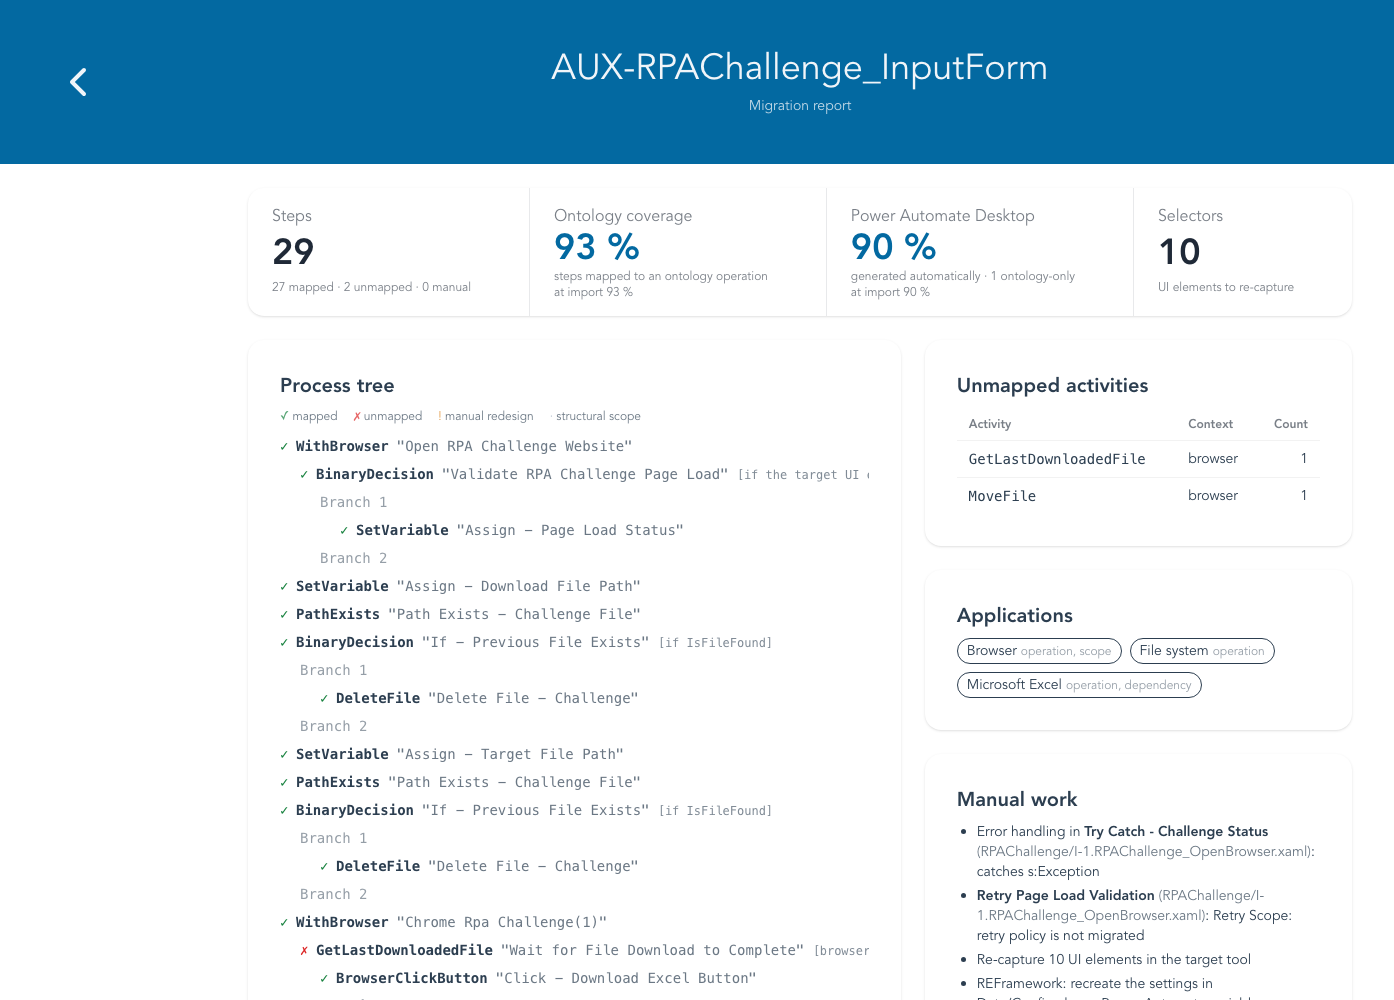 AUX-RPAChallenge_InputForm
Migration report
Steps
29
27 mapped · 2 unmapped · 0 manual
Ontology coverage
93 %
steps mapped to an ontology operation
at import 93 %
Power Automate Desktop
90 %
generated automatically · 1 ontology-only
at import 90 %
Selectors
10
UI elements to re-capture
Process tree
✓ mapped ✗ unmapped ! manual redesign · structural scope
✓ WithBrowser "Open RPA Challenge Website"
✓ BinaryDecision "Validate RPA Challenge Page Load" [if the target UI
Branch 1
✓ SetVariable "Assign – Page Load Status"
Branch 2
✓ SetVariable "Assign – Download File Path"
✓ PathExists "Path Exists – Challenge File"
✓ BinaryDecision "If – Previous File Exists" [if IsFileFound]
Branch 1
✓ DeleteFile "Delete File – Challenge"
Branch 2
✓ SetVariable "Assign – Target File Path"
✓ PathExists "Path Exists – Challenge File"
✓ BinaryDecision "If – Previous File Exists" [if IsFileFound]
Branch 1
✓ DeleteFile "Delete File – Challenge"
Branch 2
✓ WithBrowser "Chrome Rpa Challenge(1)"
✗ GetLastDownloadedFile "Wait for File Download to Complete" [browser
✓ BrowserClickButton "Click – Download Excel Button"
Unmapped activities
Activity Context Count
GetLastDownloadedFile browser 1
MoveFile browser 1
Applications
Browser operation, scope
File system operation
Microsoft Excel operation, dependency
Manual work
• Error handling in Try Catch - Challenge Status
(RPAChallenge/I-1.RPAChallenge_OpenBrowser.xaml):
catches s:Exception
• Retry Page Load Validation (RPAChallenge/I-
1.RPAChallenge_OpenBrowser.xaml): Retry Scope:
retry policy is not migrated
• Re-capture 10 UI elements in the target tool
• REFramework: recreate the settings in